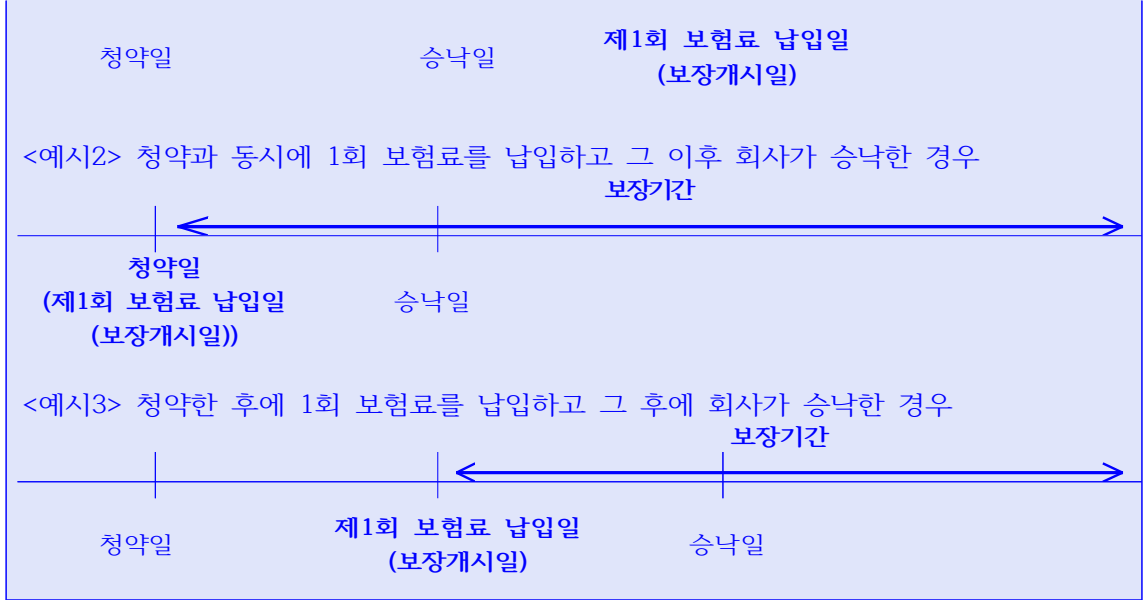 청약일 승낙일 제1회 보험료 납입일
(보장개시일)
<예시2> 청약과 동시에 1회 보험료를 납입하고 그 이후 회사가 승낙한 경우
보장기간
청약일
(제1회 보험료 납입일 승낙일
(보장개시일))
<예시3> 청약한 후에 1회 보험료를 납입하고 그 후에 회사가 승낙한 경우
보장기간
청약일 제1회 보험료 납입일 승낙일
(보장개시일)